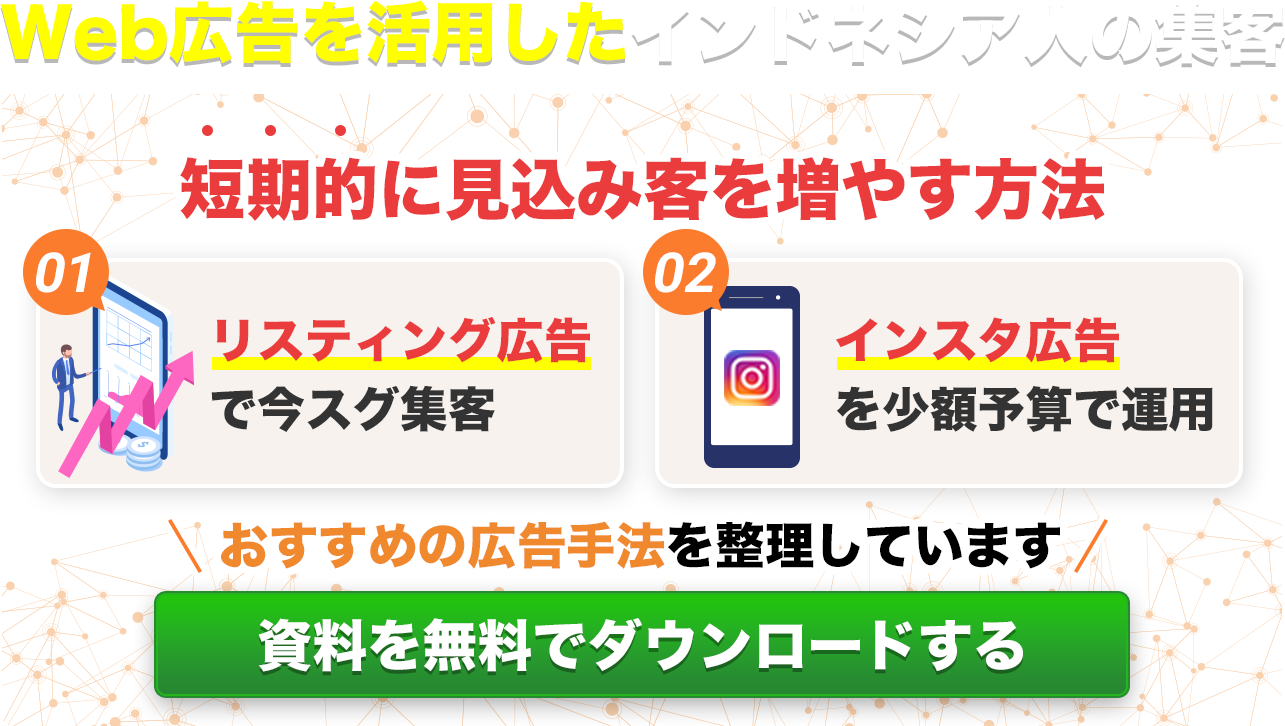 Web広告を活用したインドネシア人の集客
短期的に見込み客を増やす方法
01
リスティング広告
で今スグ集客
02
インスタ広告
を少額予算で運用
\ おすすめの広告手法を整理しています /
資料を無料でダウンロードする